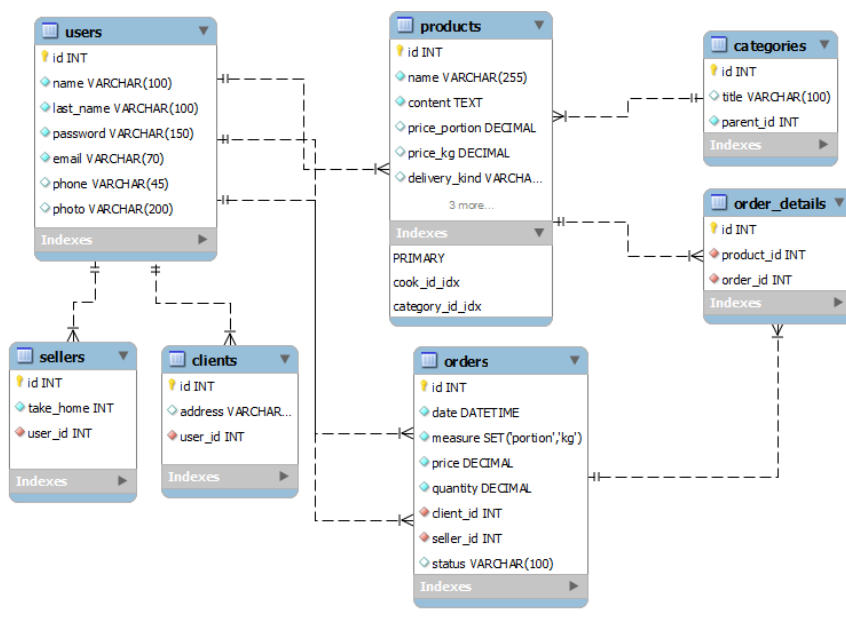 users
id INT
name VARCHAR(100)
last_name VARCHAR(100)
password VARCHAR(150)
email VARCHAR(70)
phone VARCHAR(45)
photo VARCHAR(200)
Indexes
products
id INT
name VARCHAR(255)
content TEXT
price_portion DECIMAL
price_kg DECIMAL
delivery_kind VARCHA...
3 more...
Indexes
PRIMARY
cook_id_idx
category_id_idx
categories
id INT
title VARCHAR(100)
parent_id INT
Indexes
order_details
id INT
product_id INT
order_id INT
Indexes
sellers
id INT
take_home INT
user_id INT
Indexes
clients
id INT
address VARCHAR...
user_id INT
Indexes
orders
id INT
date DATETIME
measure SET('portion','kg')
price DECIMAL
quantity DECIMAL
client_id INT
seller_id INT
status VARCHAR(100)
Indexes